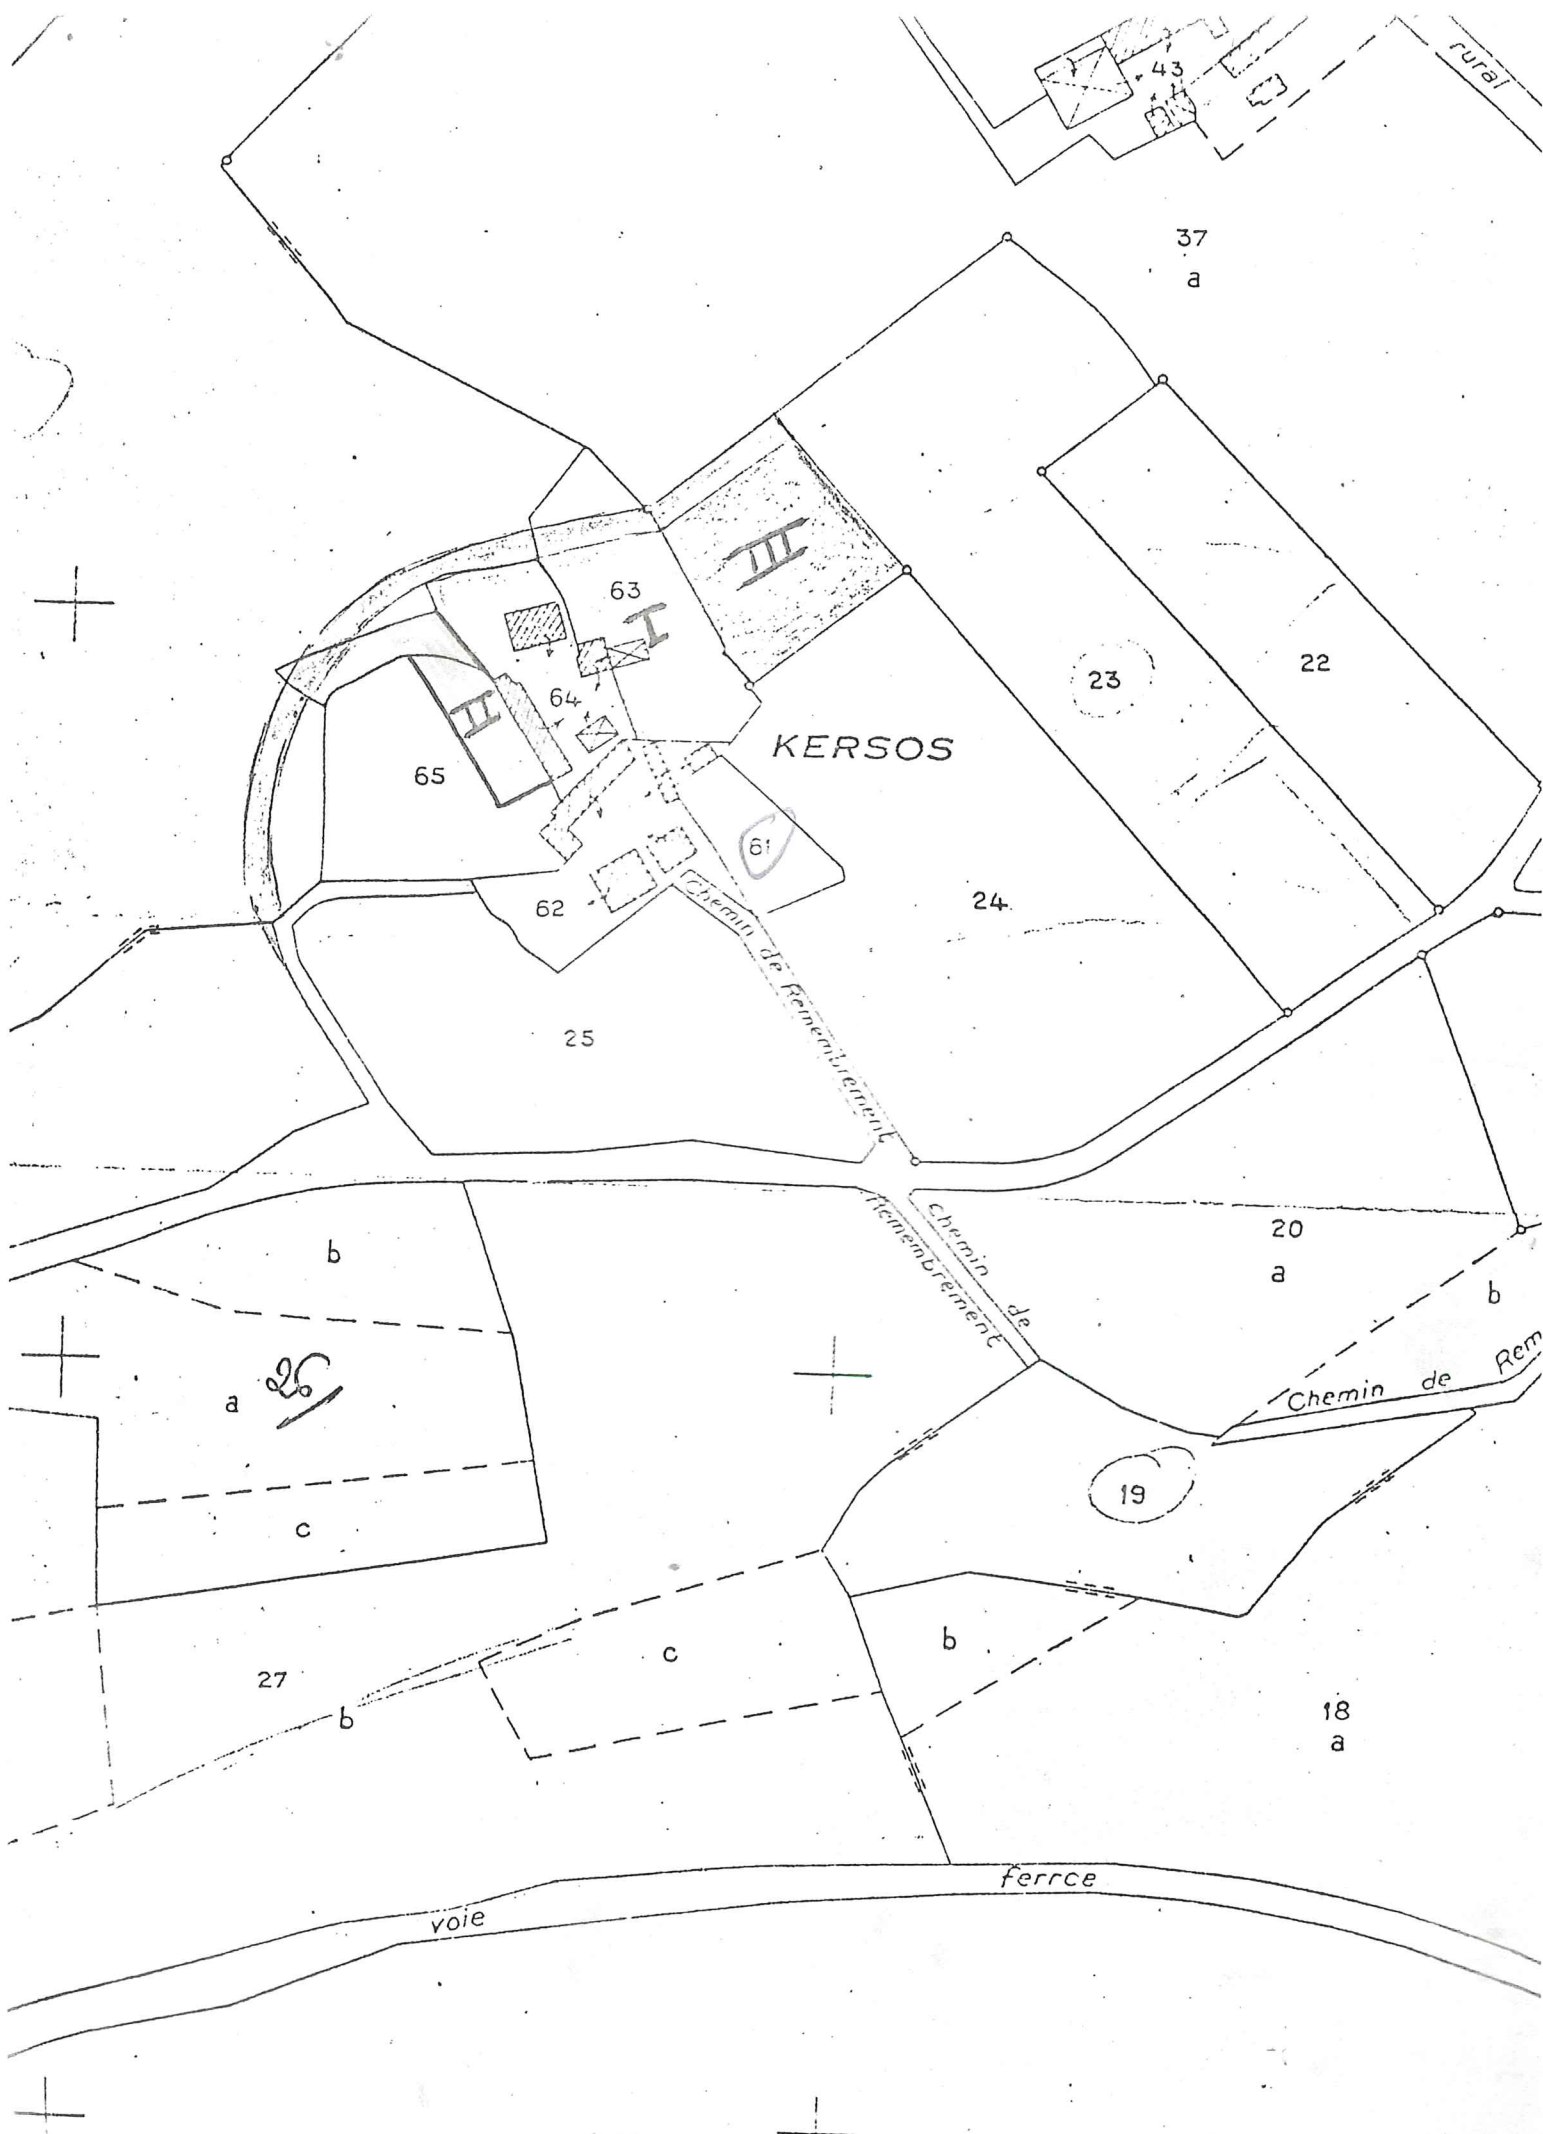 43
rural
37
a
III
63
I
23
22
64
II
KERSOS
65
61
62
24
Chemin de Remembrement
25
chemin de
Remembrement
20
a
b
b
a 26
Chemin de Rem
c
19
27
c
b
b
18
a
voie ferrce